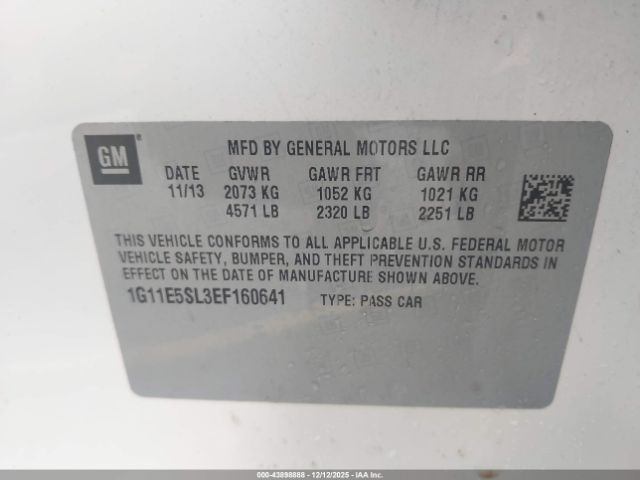 GM
MFD BY GENERAL MOTORS LLC
DATE GVWR GAWR FRT GAWR RR
11/13 2073 KG 1052 KG 1021 KG
4571 LB 2320 LB 2251 LB
THIS VEHICLE CONFORMS TO ALL APPLICABLE U.S. FEDERAL MOTOR
VEHICLE SAFETY, BUMPER, AND THEFT PREVENTION STANDARDS IN
EFFECT ON THE DATE OF MANUFACTURE SHOWN ABOVE.
1G11E5SL3EF160641 TYPE: PASS CAR
000-43898888 - 12/12/2025 - IAAI.COM